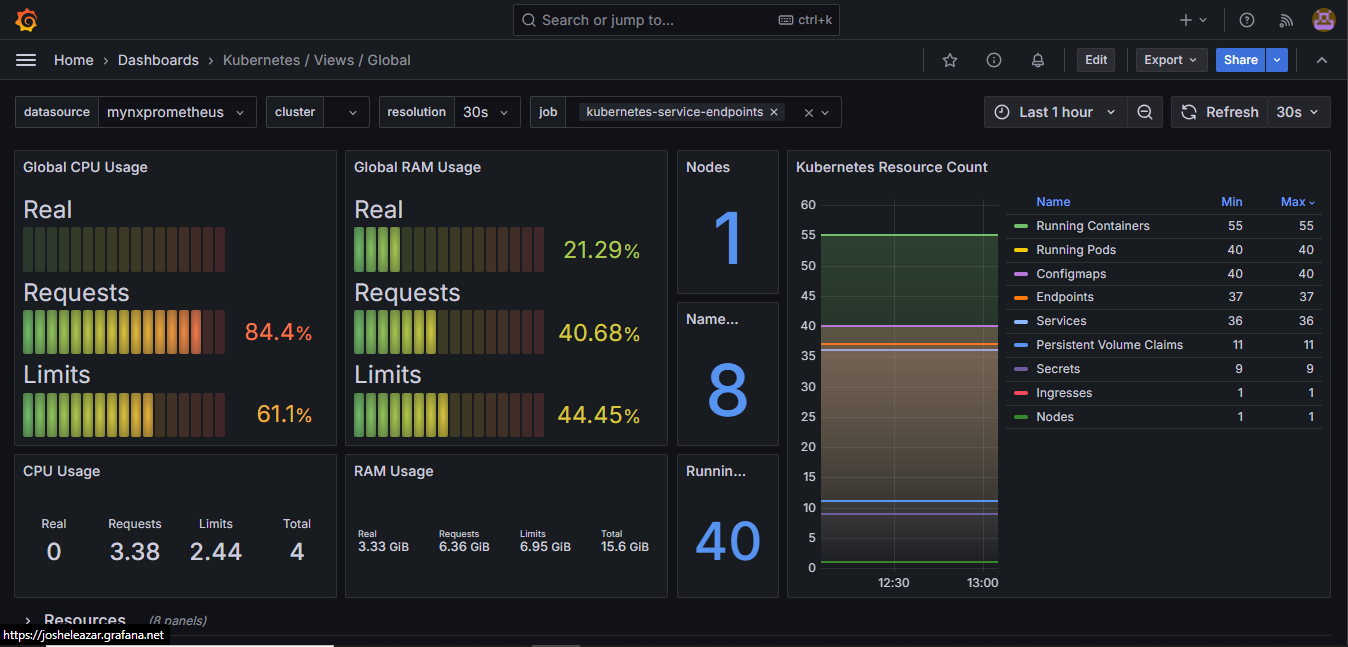 Search or jump to... ctrl+k
Home › Dashboards › Kubernetes / Views / Global
Edit Export Share
datasource mynxprometheus cluster resolution 30s job kubernetes-service-endpoints × ×
Last 1 hour Refresh 30s
Global CPU Usage
Real
Requests
84.4%
Limits
61.1%
Global RAM Usage
Real
21.29%
Requests
40.68%
Limits
44.45%
Nodes
1
Name...
8
Kubernetes Resource Count
60
55
50
45
40
35
30
25
20
15
10
5
0
12:30 13:00
Name Min Max
Running Containers 55 55
Running Pods 40 40
Configmaps 40 40
Endpoints 37 37
Services 36 36
Persistent Volume Claims 11 11
Secrets 9 9
Ingresses 1 1
Nodes 1 1
CPU Usage
Real Requests Limits Total
0 3.38 2.44 4
RAM Usage
Real Requests Limits Total
3.33 GiB 6.36 GiB 6.95 GiB 15.6 GiB
Runnin...
40
› Resources (8 panels)
https://josheleazar.grafana.net